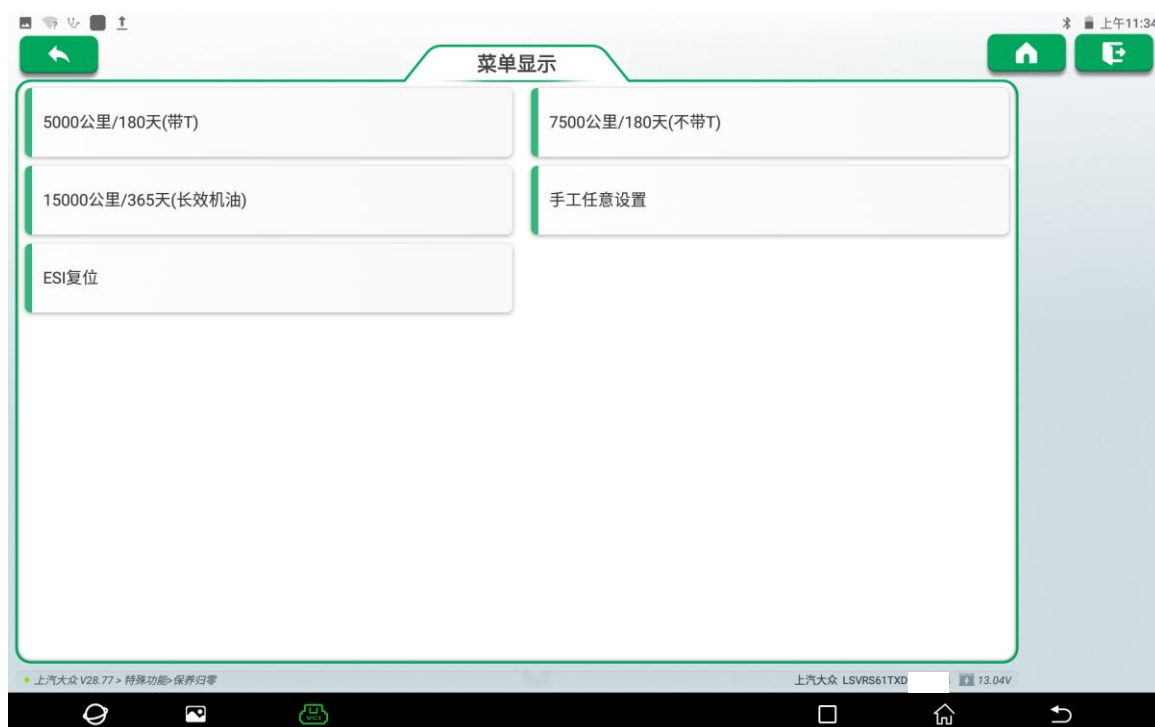 上午11:34
菜单显示
5000公里/180天(带T)
7500公里/180天(不带T)
15000公里/365天(长效机油)
手工任意设置
ESI复位
上汽大众 V28.77 > 特殊功能>保养归零
上汽大众 LSVRS61TXD
13.04V
VCI